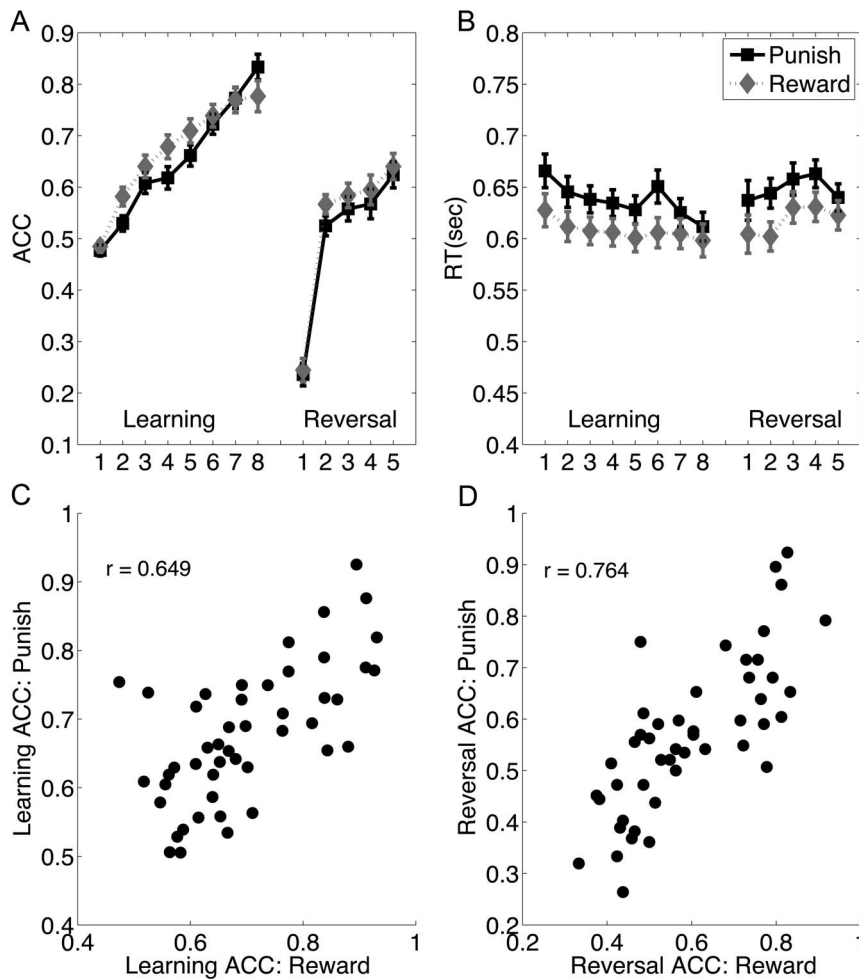 A
ACC
0.9
0.8
0.7
0.6
0.5
0.4
0.3
0.2
0.1
Learning Reversal
1 2 3 4 5 6 7 8 1 2 3 4 5
B
Punish
Reward
RT(sec)
0.8
0.75
0.7
0.65
0.6
0.55
0.5
0.45
0.4
Learning Reversal
1 2 3 4 5 6 7 8 1 2 3 4 5
C
r = 0.649
Learning ACC: Punish
1
0.9
0.8
0.7
0.6
0.5
0.4
0.4 0.6 0.8 1
Learning ACC: Reward
D
r = 0.764
Reversal ACC: Punish
1
0.9
0.8
0.7
0.6
0.5
0.4
0.3
0.2
0.2 0.4 0.6 0.8 1
Reversal ACC: Reward